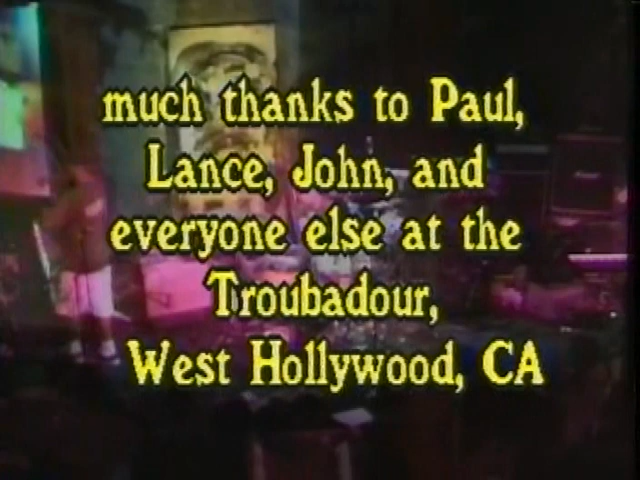 much thanks to Paul,
Lance, John, and
everyone else at the
Troubadour,
West Hollywood, CA